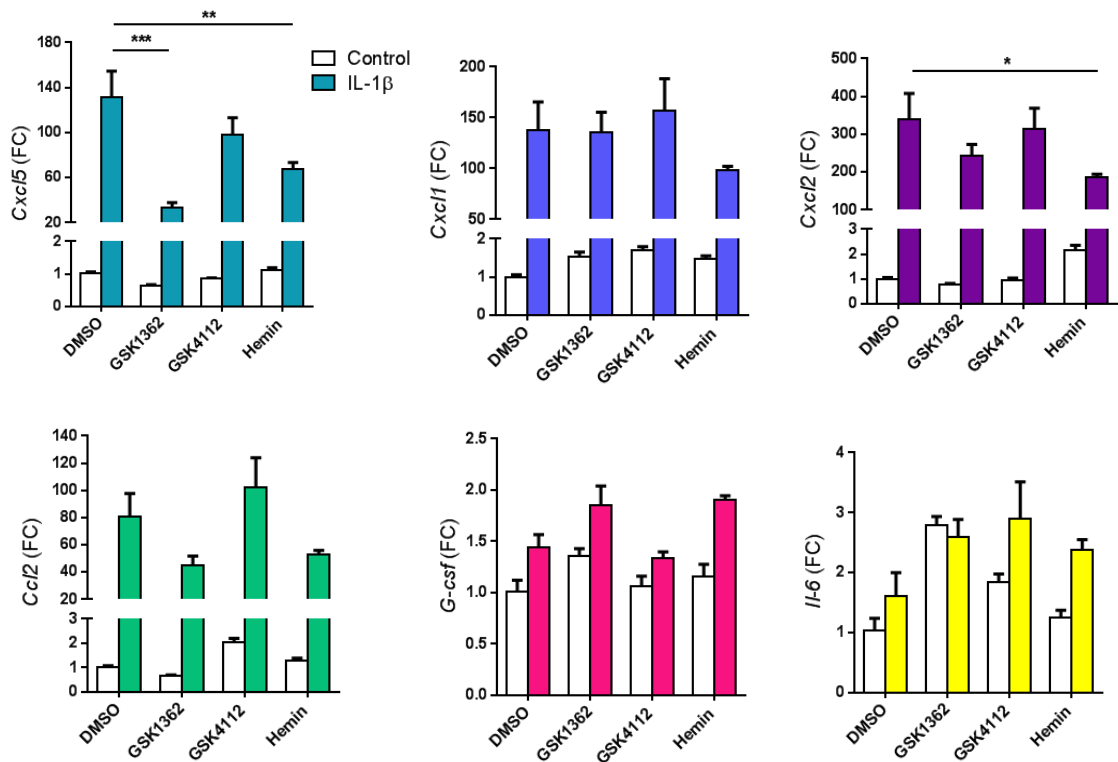 ** 
***
Control
IL-1β
Cxcl5 (FC)
180
140
100
60
20
2
1
0
DMSO
GSK1362
GSK4112
Hemin
Cxcl1 (FC)
200
150
100
50
2
1
0
DMSO
GSK1362
GSK4112
Hemin
*
Cxcl2 (FC)
500
400
300
200
100
3
2
1
0
DMSO
GSK1362
GSK4112
Hemin
Ccl2 (FC)
140
120
100
80
60
40
20
3
2
1
0
DMSO
GSK1362
GSK4112
Hemin
G-csf (FC)
2.5
2.0
1.5
1.0
0.5
0.0
DMSO
GSK1362
GSK4112
Hemin
Il-6 (FC)
4
3
2
1
0
DMSO
GSK1362
GSK4112
Hemin